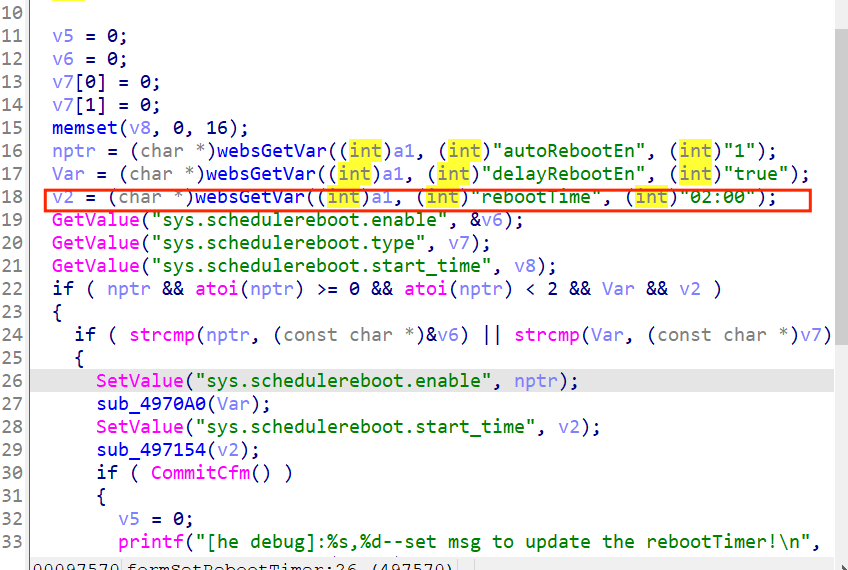 10
11 v5 = 0;
12 v6 = 0;
13 v7[0] = 0;
14 v7[1] = 0;
15 memset(v8, 0, 16);
16 nptr = (char *)websGetVar((int)a1, (int)"autoRebootEn", (int)"1");
17 Var = (char *)websGetVar((int)a1, (int)"delayRebootEn", (int)"true");
18 v2 = (char *)websGetVar((int)a1, (int)"rebootTime", (int)"02:00");
19 GetValue("sys.schedulereboot.enable", &v6);
20 GetValue("sys.schedulereboot.type", v7);
21 GetValue("sys.schedulereboot.start_time", v8);
22 if ( nptr && atoi(nptr) >= 0 && atoi(nptr) < 2 && Var && v2 )
23 {
24 if ( strcmp(nptr, (const char *)&v6) || strcmp(Var, (const char *)v7)
25 {
26 SetValue("sys.schedulereboot.enable", nptr);
27 sub_4970A0(Var);
28 SetValue("sys.schedulereboot.start_time", v2);
29 sub_497154(v2);
30 if ( CommitCfm() )
31 {
32 v5 = 0;
33 printf("[he debug]:%s,%d--set msg to update the rebootTimer!\n",
00097570 formSetRebootTimer:26 (497570)